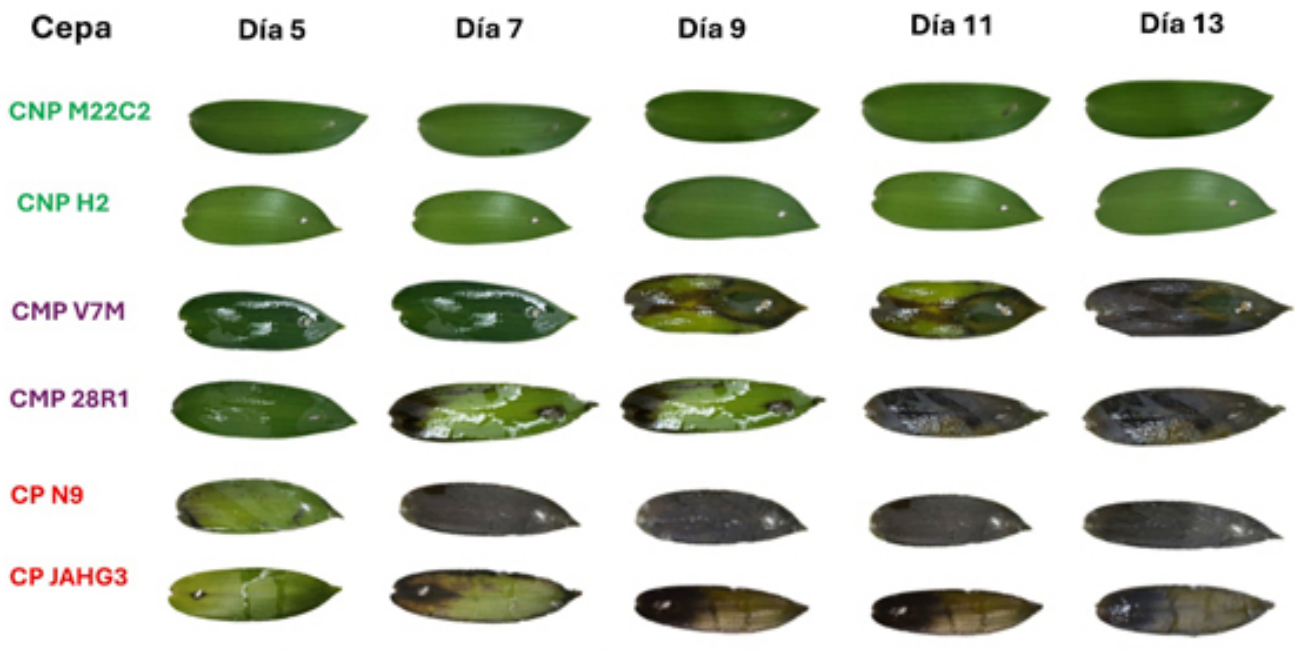 Cepa Día 5 Día 7 Día 9 Día 11 Día 13
CNP M22C2
CNP H2
CMP V7M
CMP 28R1
CP N9
CP JAHG3